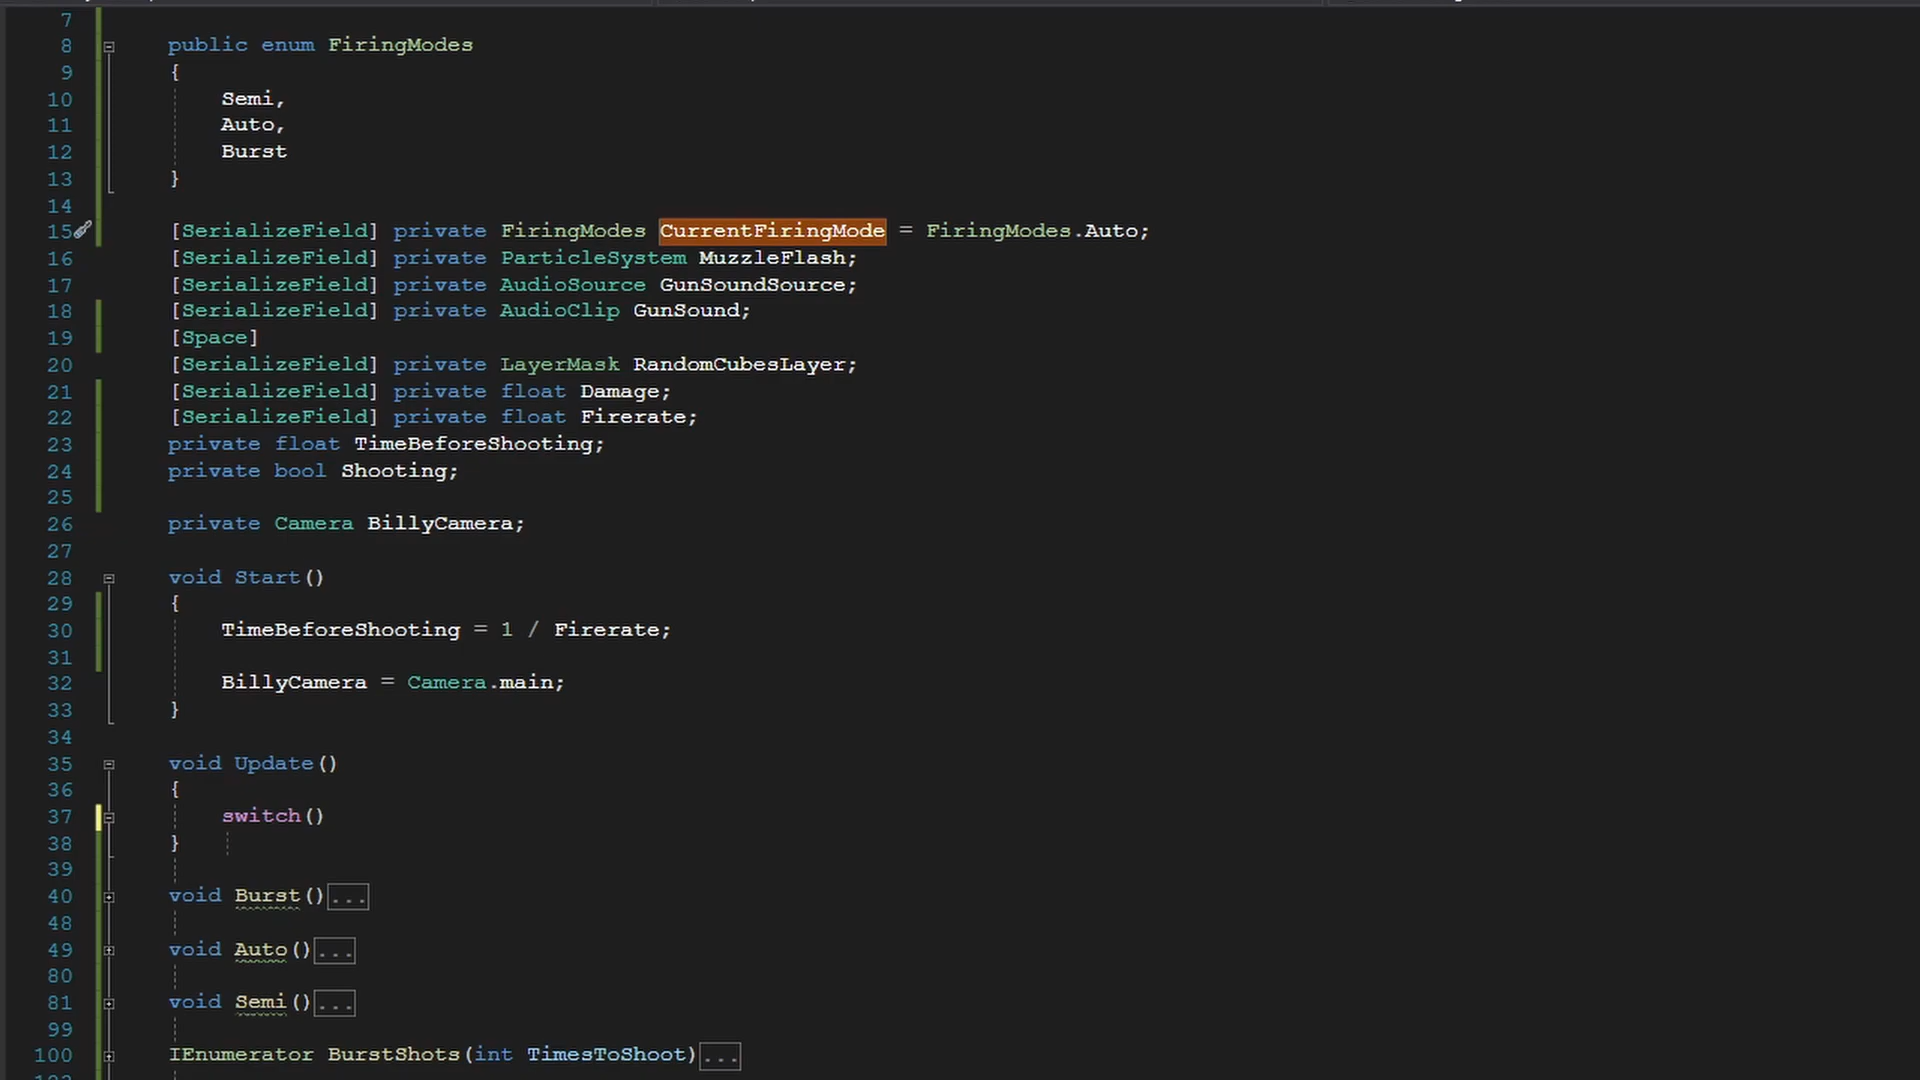 7
8 public enum FiringModes
9 {
10 Semi,
11 Auto,
12 Burst
13 }
14
15 [SerializeField] private FiringModes CurrentFiringMode = FiringModes.Auto;
16 [SerializeField] private ParticleSystem MuzzleFlash;
17 [SerializeField] private AudioSource GunSoundSource;
18 [SerializeField] private AudioClip GunSound;
19 [Space]
20 [SerializeField] private LayerMask RandomCubesLayer;
21 [SerializeField] private float Damage;
22 [SerializeField] private float Firerate;
23 private float TimeBeforeShooting;
24 private bool Shooting;
25
26 private Camera BillyCamera;
27
28 void Start()
29 {
30 TimeBeforeShooting = 1 / Firerate;
31
32 BillyCamera = Camera.main;
33 }
34
35 void Update()
36 {
37 switch()
38 }
39
40 void Burst()...
48
49 void Auto()...
80
81 void Semi()...
99
100 IEnumerator BurstShots(int TimesToShoot)...